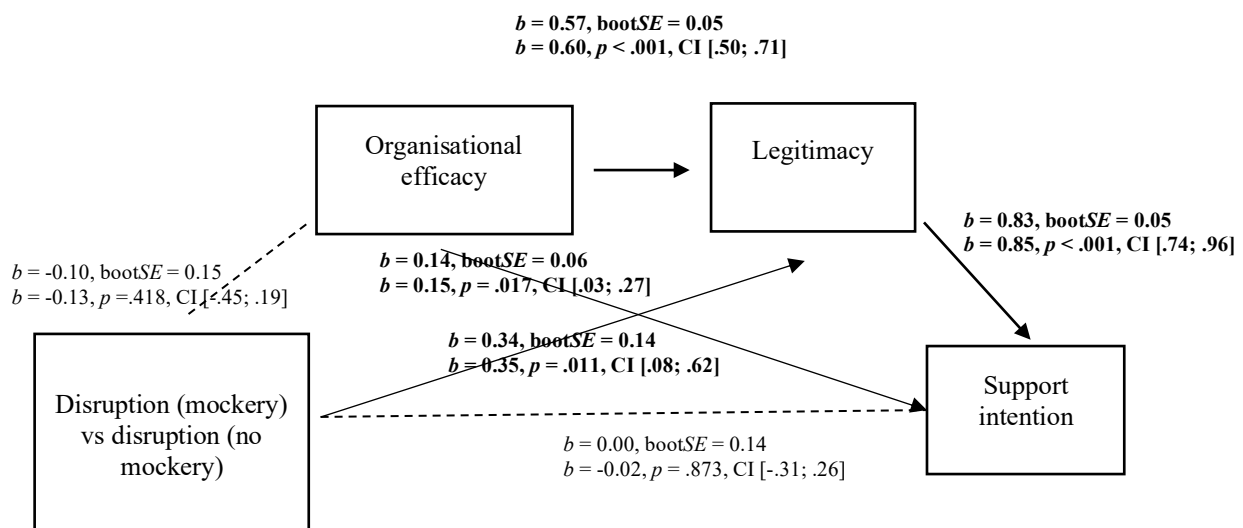 b = 0.57, bootSE = 0.05
b = 0.60, p < .001, CI [.50; .71]
Organisational
efficacy
Legitimacy
b = 0.83, bootSE = 0.05
b = 0.85, p < .001, CI [.74; .96]
b = -0.10, bootSE = 0.15
b = -0.13, p =.418, CI [-.45; .19]
b = 0.14, bootSE = 0.06
b = 0.15, p = .017, CI [.03; .27]
b = 0.34, bootSE = 0.14
b = 0.35, p = .011, CI [.08; .62]
Disruption (mockery)
vs disruption (no
mockery)
Support
intention
b = 0.00, bootSE = 0.14
b = -0.02, p = .873, CI [-.31; .26]